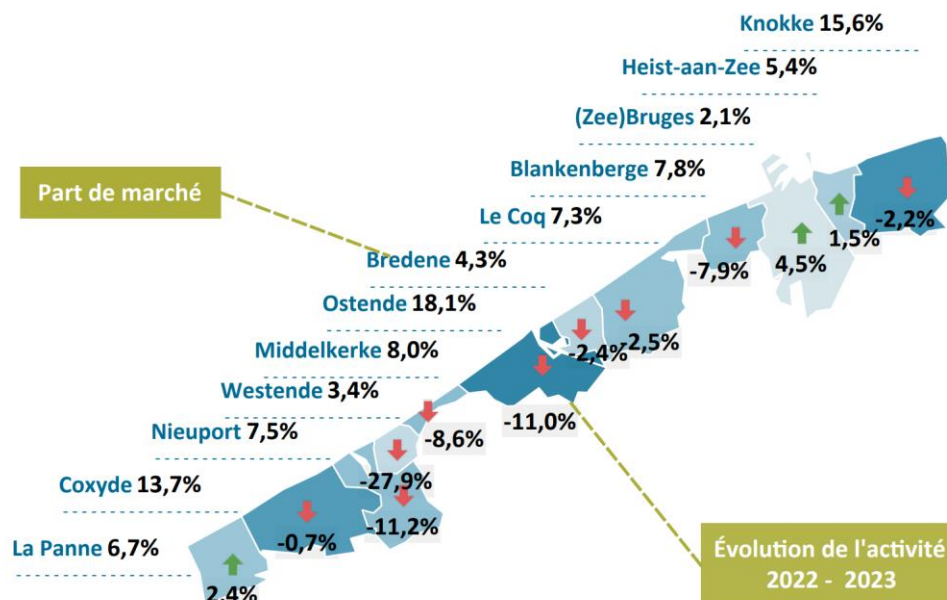 Knokke 15,6%
Heist-aan-Zee 5,4%
(Zee)Bruges 2,1%
Blankenberge 7,8%
Part de marché
Le Coq 7,3%
-2,2%
1,5%
4,5%
-7,9%
Bredene 4,3%
Ostende 18,1%
-2,5%
-2,4%
Middelkerke 8,0%
Westende 3,4%
-11,0%
-8,6%
Nieuport 7,5%
-27,9%
Coxyde 13,7%
-11,2%
-0,7%
La Panne 6,7%
2,4%
Évolution de l'activité
2022 - 2023